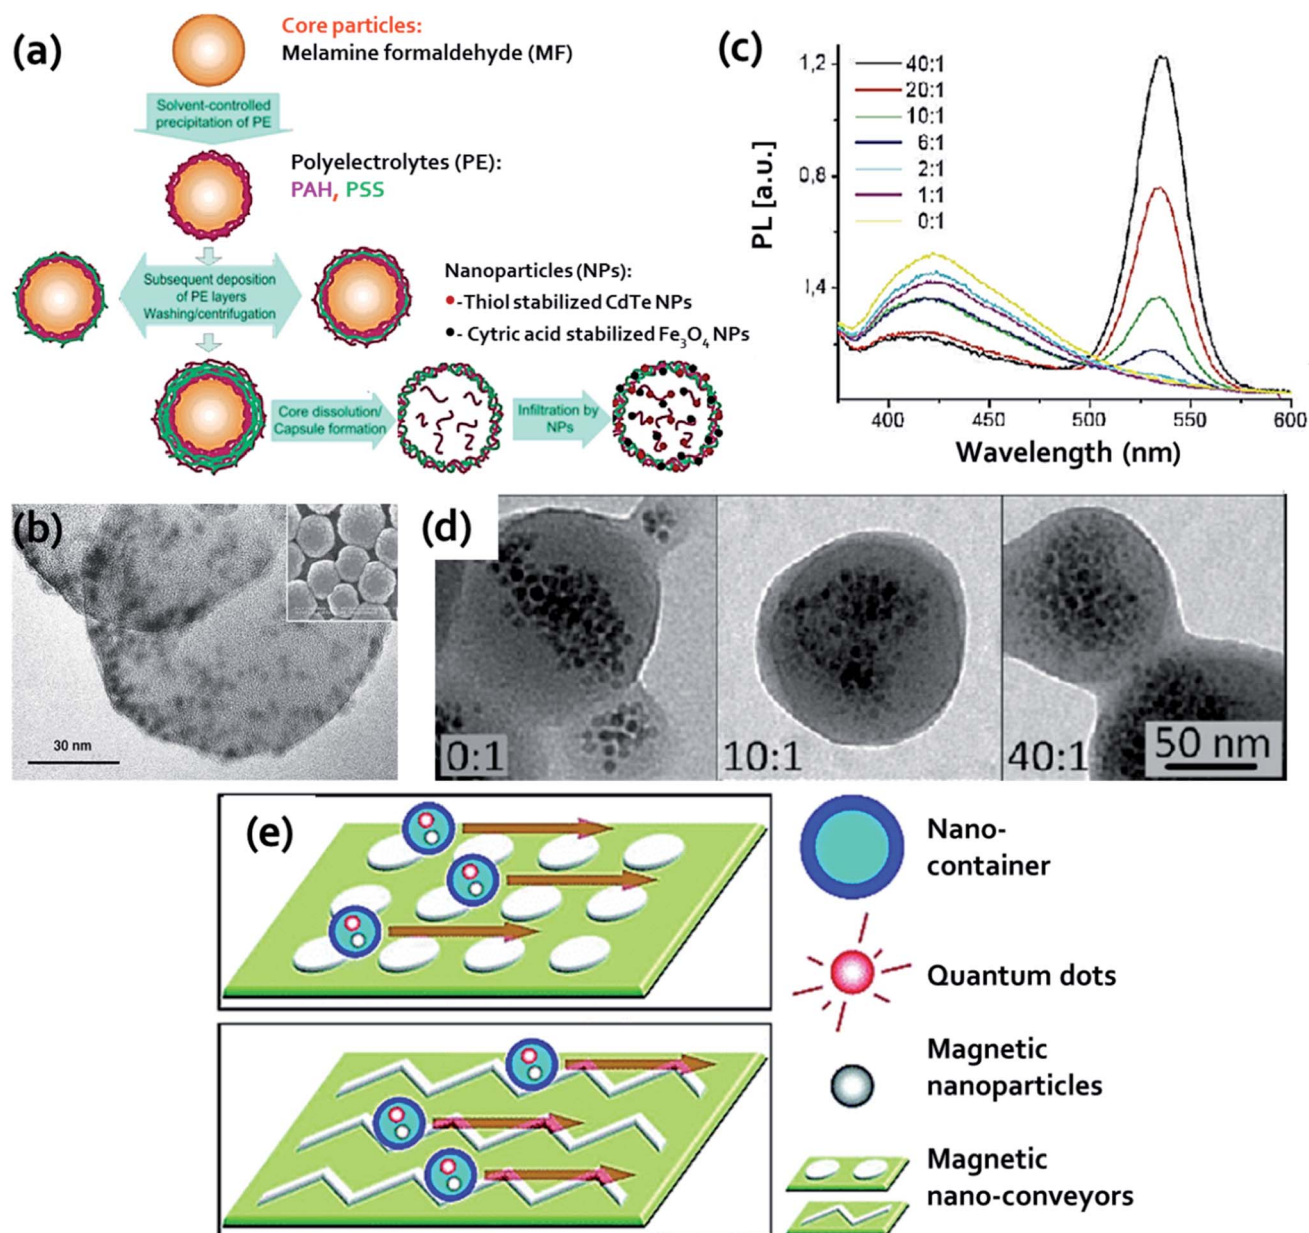 (a)
Core particles:
Melamine formaldehyde (MF)
Solvent-controlled
precipitation of PE
Polyelectrolytes (PE):
PAH, PSS
Subsequent deposition
of PE layers
Washing/centrifugation
Nanoparticles (NPs):
-Thiol stabilized CdTe NPs
- Cytric acid stabilized Fe3O4 NPs
Core dissolution/
Capsule formation
Infiltration by
NPs
(c)
1,2
0,8
1,4
PL [a.u.]
40:1
20:1
10:1
6:1
2:1
1:1
0:1
400 450 500 550 600
Wavelength (nm)
(b)
30 nm
(d)
0:1
10:1
40:1
50 nm
(e)
Nano-
container
Quantum dots
Magnetic
nanoparticles
Magnetic
nano-conveyors